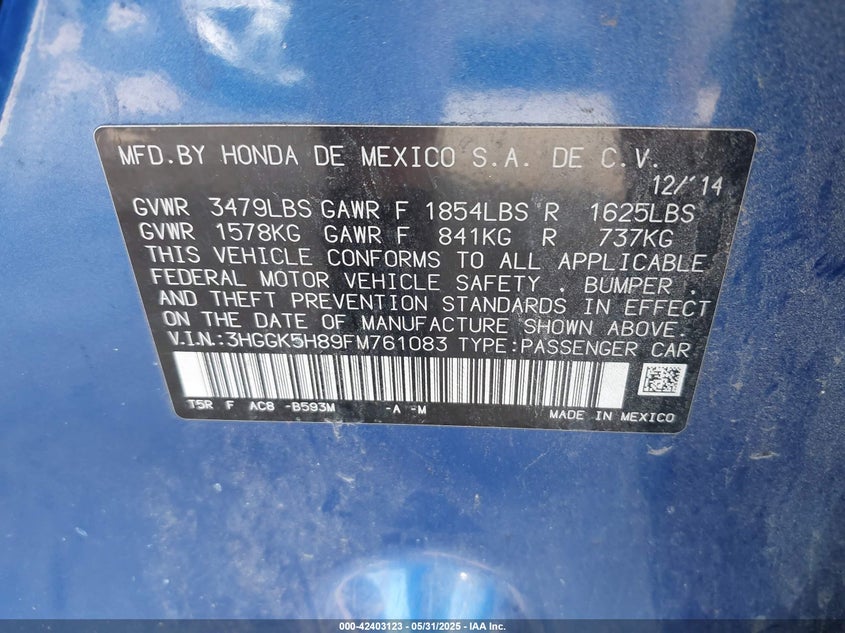 MFD.BY HONDA DE MEXICO S.A. DE C.V.
12/'14
GVWR 3479LBS GAWR F 1854LBS R 1625LBS
GVWR 1578KG GAWR F 841KG R 737KG
THIS VEHICLE CONFORMS TO ALL APPLICABLE
FEDERAL MOTOR VEHICLE SAFETY , BUMPER ,
AND THEFT PREVENTION STANDARDS IN EFFECT
ON THE DATE OF MANUFACTURE SHOWN ABOVE.
V.I.N.:3HGGK5H89FM761083 TYPE:PASSENGER CAR
T5R F AC8 -B593M -A -M
MADE IN MEXICO
000-42403123 — 05/31/2025 — IAA Inc.